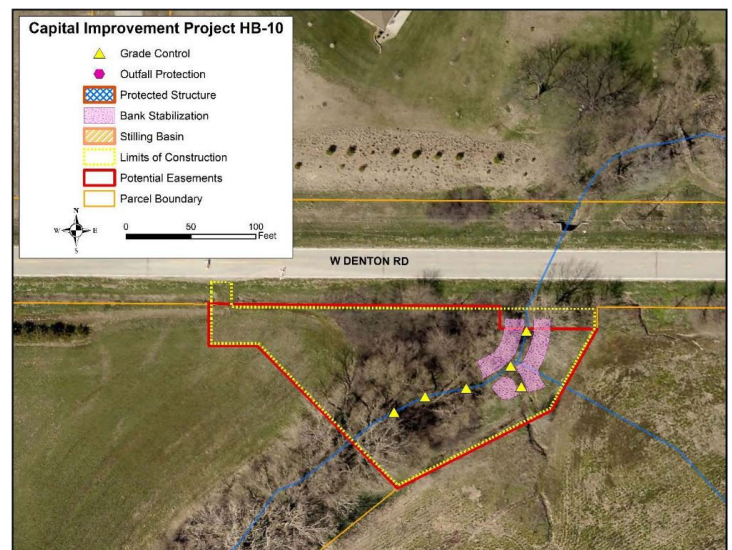 Capital Improvement Project HB-10
Grade Control
Outfall Protection
Protected Structure
Bank Stabilization
Stilling Basin
Limits of Construction
Potential Easements
Parcel Boundary
N
W E
S
0 50 100
Feet
W DENTON RD